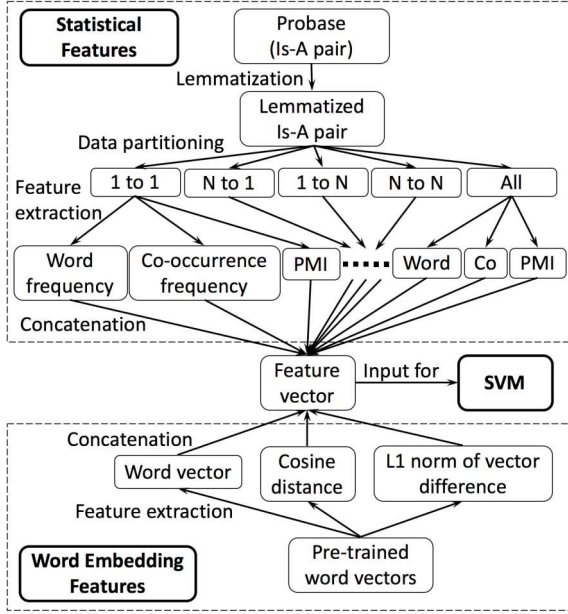 Statistical
Features
Probase
(Is-A pair)
Lemmatization
Lemmatized
Is-A pair
Data partitioning
1 to 1
N to 1
1 to N
N to N
All
Feature
extraction
Word
frequency
Co-occurrence
frequency
PMI
Word
Co
PMI
Concatenation
Feature
vector
Input for
SVM
Concatenation
Word vector
Cosine
distance
L1 norm of vector
difference
Feature extraction
Pre-trained
word vectors
Word Embedding
Features